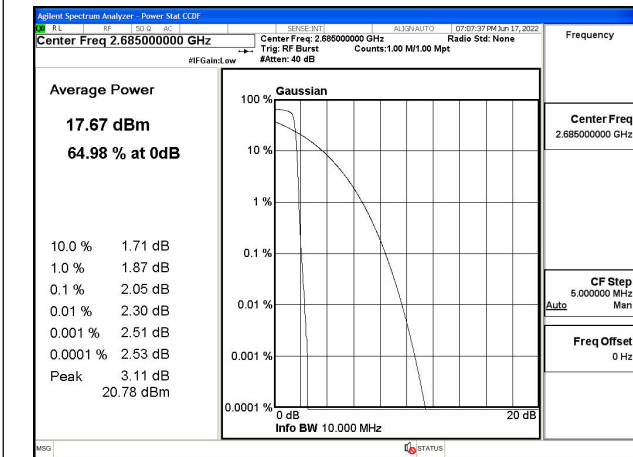 Agilent Spectrum Analyzer - Power Stat CCDF
RL RF 50 Ω AC SENSE:INT ALIGNAUTO 07:07:37 PM Jun 17, 2022
Center Freq 2.685000000 GHz
Center Freq: 2.685000000 GHz Radio Std: None
Trig: RF Burst Counts:1.00 M/1.00 Mpt
#IFGain:Low #Atten: 40 dB
Frequency
Average Power
17.67 dBm
64.98 % at 0dB
10.0 % 1.71 dB
1.0 % 1.87 dB
0.1 % 2.05 dB
0.01 % 2.30 dB
0.001 % 2.51 dB
0.0001 % 2.53 dB
Peak 3.11 dB
20.78 dBm
Gaussian
100 %
10 %
1 %
0.1 %
0.01 %
0.001 %
0.0001 %
0 dB 20 dB
Info BW 10.000 MHz
Center Freq
2.685000000 GHz
CF Step
5.000000 MHz
Auto Man
Freq Offset
0 Hz
MSG STATUS